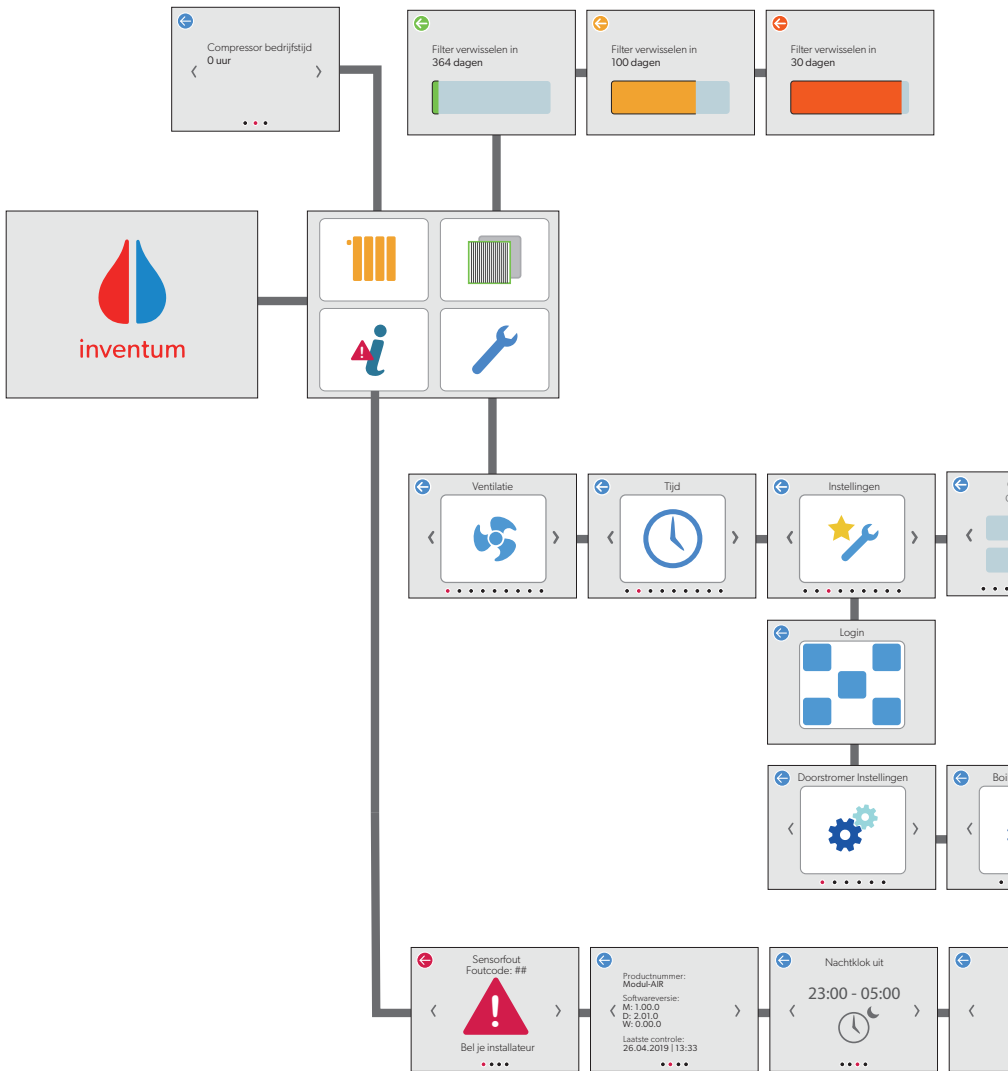 Compressor bedrijfstijd
0 uur
Filter verwisselen in
364 dagen
Filter verwisselen in
100 dagen
Filter verwisselen in
30 dagen
inventum
Ventilatie
Tijd
Instellingen
Login
Doorstromer Instellingen
Boi
Sensorfout
Foutcode: ##
Bel je installateur
Productnummer:
Modul-AIR
Softwareversie:
M: 1.00.0
D: 2.01.0
W: 0.00.0
Laatste controle:
26.04.2019 | 13:33
Nachtklok uit
23:00 - 05:00